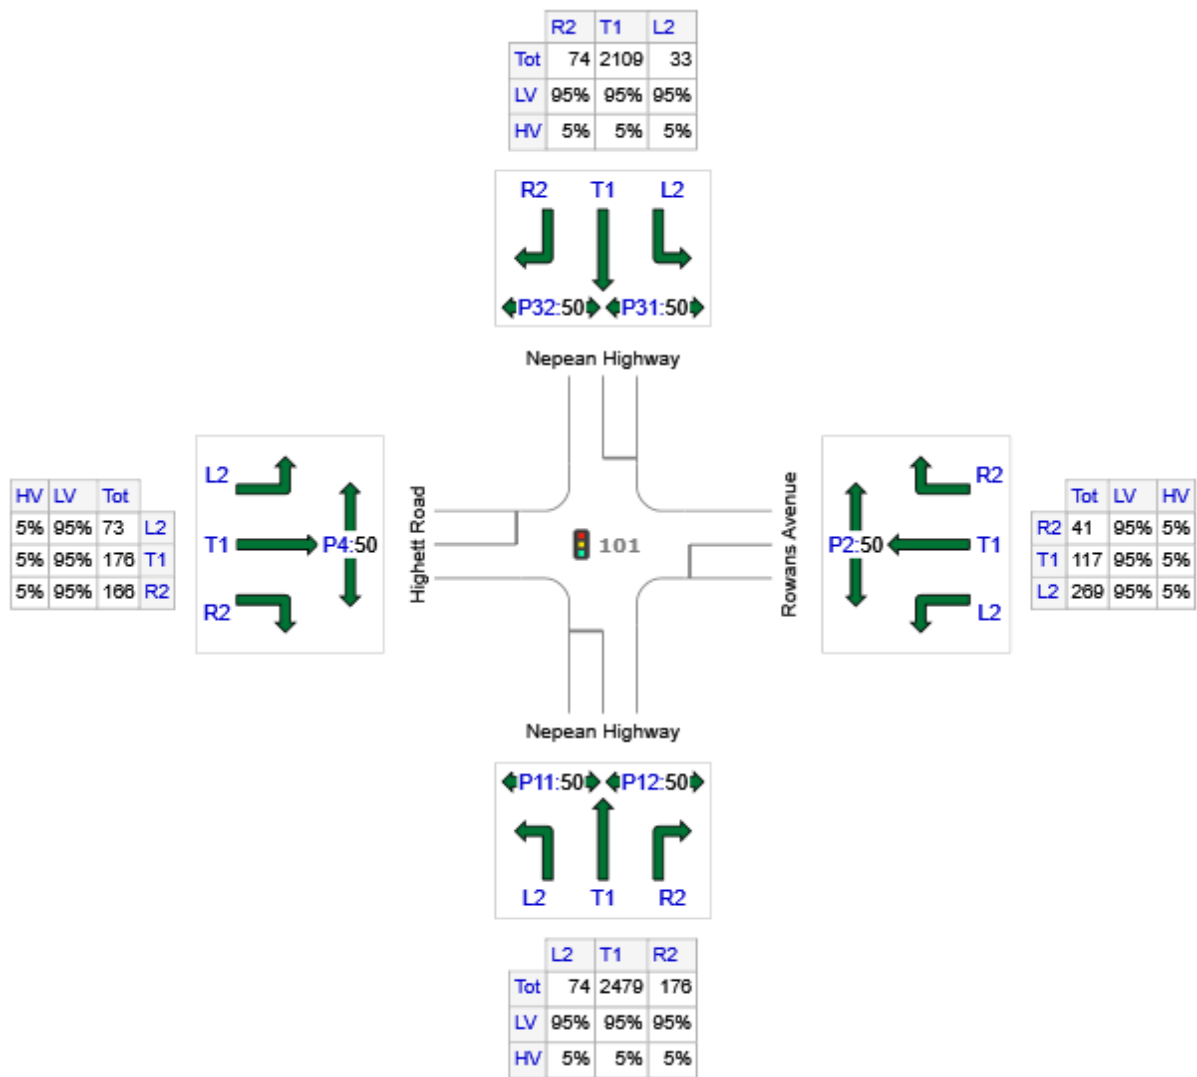 R2 T1 L2
Tot 74 2109 33
LV 95% 95% 95%
HV 5% 5% 5%
R2 T1 L2
P32:50 P31:50
Nepean Highway
HV LV Tot
5% 95% 73 L2
5% 95% 176 T1
5% 95% 166 R2
L2
T1 P4:50
R2
Highett Road
101
Rowans Avenue
R2
P2:50 T1
L2
Tot LV HV
R2 41 95% 5%
T1 117 95% 5%
L2 269 95% 5%
Nepean Highway
P11:50 P12:50
L2 T1 R2
L2 T1 R2
Tot 74 2479 176
LV 95% 95% 95%
HV 5% 5% 5%